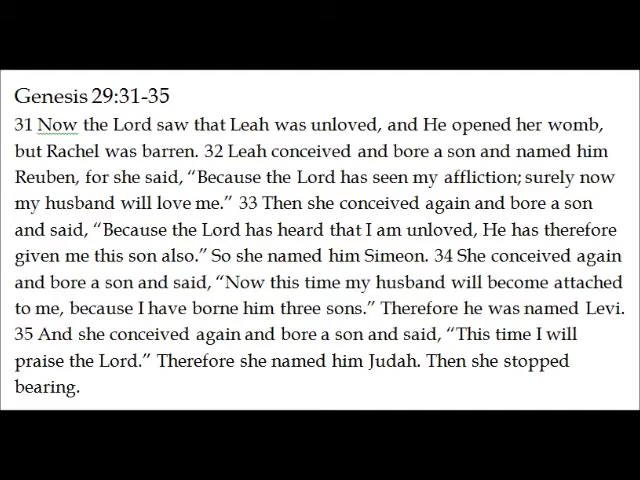 Genesis 29:31-35
31 Now the Lord saw that Leah was unloved, and He opened her womb,
but Rachel was barren. 32 Leah conceived and bore a son and named him
Reuben, for she said, “Because the Lord has seen my affliction; surely now
my husband will love me.” 33 Then she conceived again and bore a son
and said, “Because the Lord has heard that I am unloved, He has therefore
given me this son also.” So she named him Simeon. 34 She conceived again
and bore a son and said, “Now this time my husband will become attached
to me, because I have borne him three sons.” Therefore he was named Levi.
35 And she conceived again and bore a son and said, “This time I will
praise the Lord.” Therefore she named him Judah. Then she stopped
bearing.